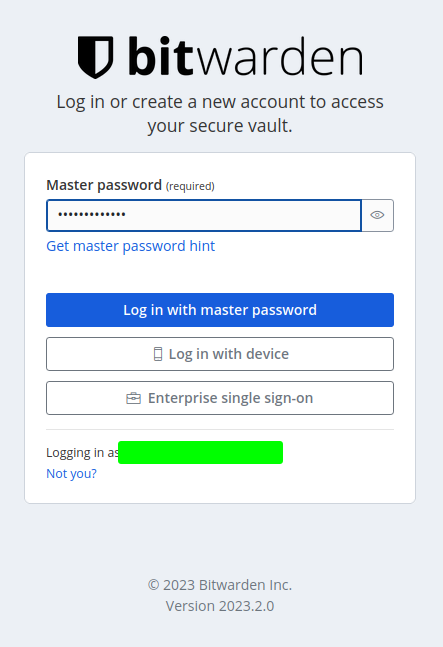 bitwarden
Log in or create a new account to access
your secure vault.
Master password (required)
•••••••••••••
Get master password hint
Log in with master password
Log in with device
Enterprise single sign-on
Logging in as
Not you?
© 2023 Bitwarden Inc.
Version 2023.2.0